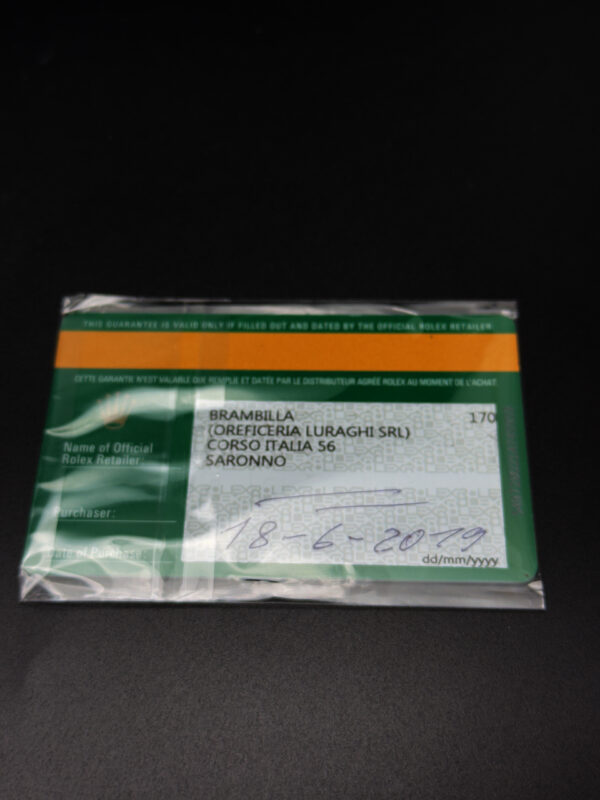 THIS GUARANTEE IS VALID ONLY IF FILLED OUT AND DATED BY THE OFFICIAL ROLEX RETAILER.
CETTE GARANTIE N'EST VALABLE QUE REMPLIE ET DATÉE PAR LE DISTRIBUTEUR AGRÉÉ ROLEX AU MOMENT DE L'ACHAT.
BRAMBILLA 170
(OREFICERIA LURAGHI SRL)
CORSO ITALIA 56
SARONNO
Name of Official
Rolex Retailer:
Purchaser:
18-6-2019
Date of Purchase:
dd/mm/yyyy